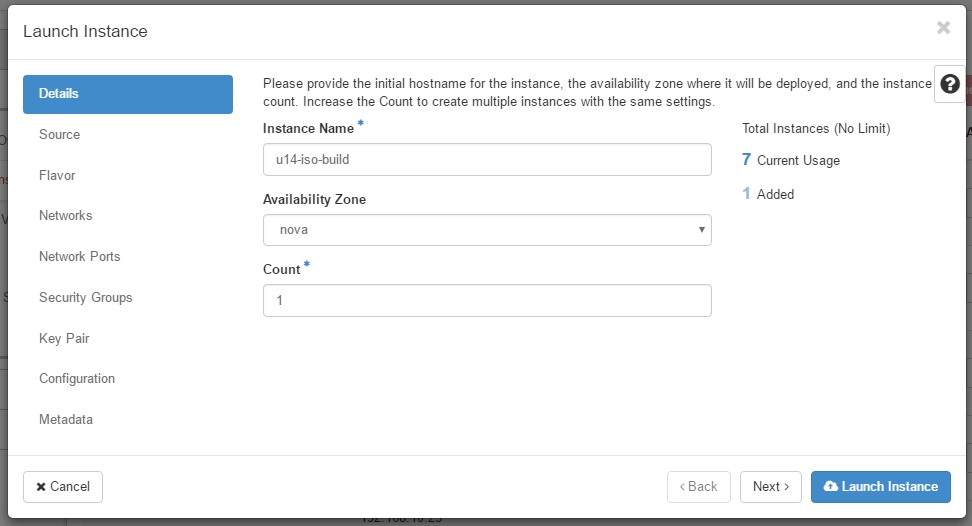 Launch Instance
Details
Source
Flavor
Networks
Network Ports
Security Groups
Key Pair
Configuration
Metadata
Please provide the initial hostname for the instance, the availability zone where it will be deployed, and the instance
count. Increase the Count to create multiple instances with the same settings.
Instance Name *
u14-iso-build
Availability Zone
nova
Count *
1
Total Instances (No Limit)
7 Current Usage
1 Added
Cancel
< Back
Next >
Launch Instance